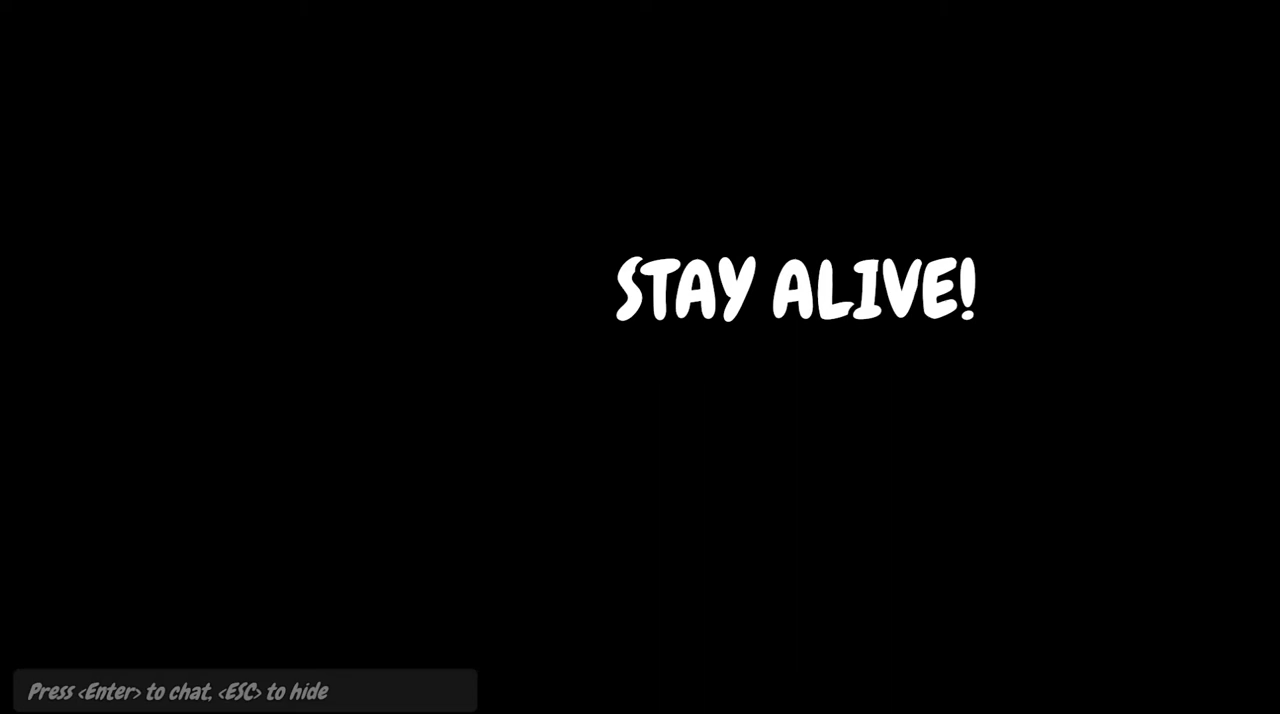 STAY ALIVE!
Press <Enter> to chat, <ESC> to hide